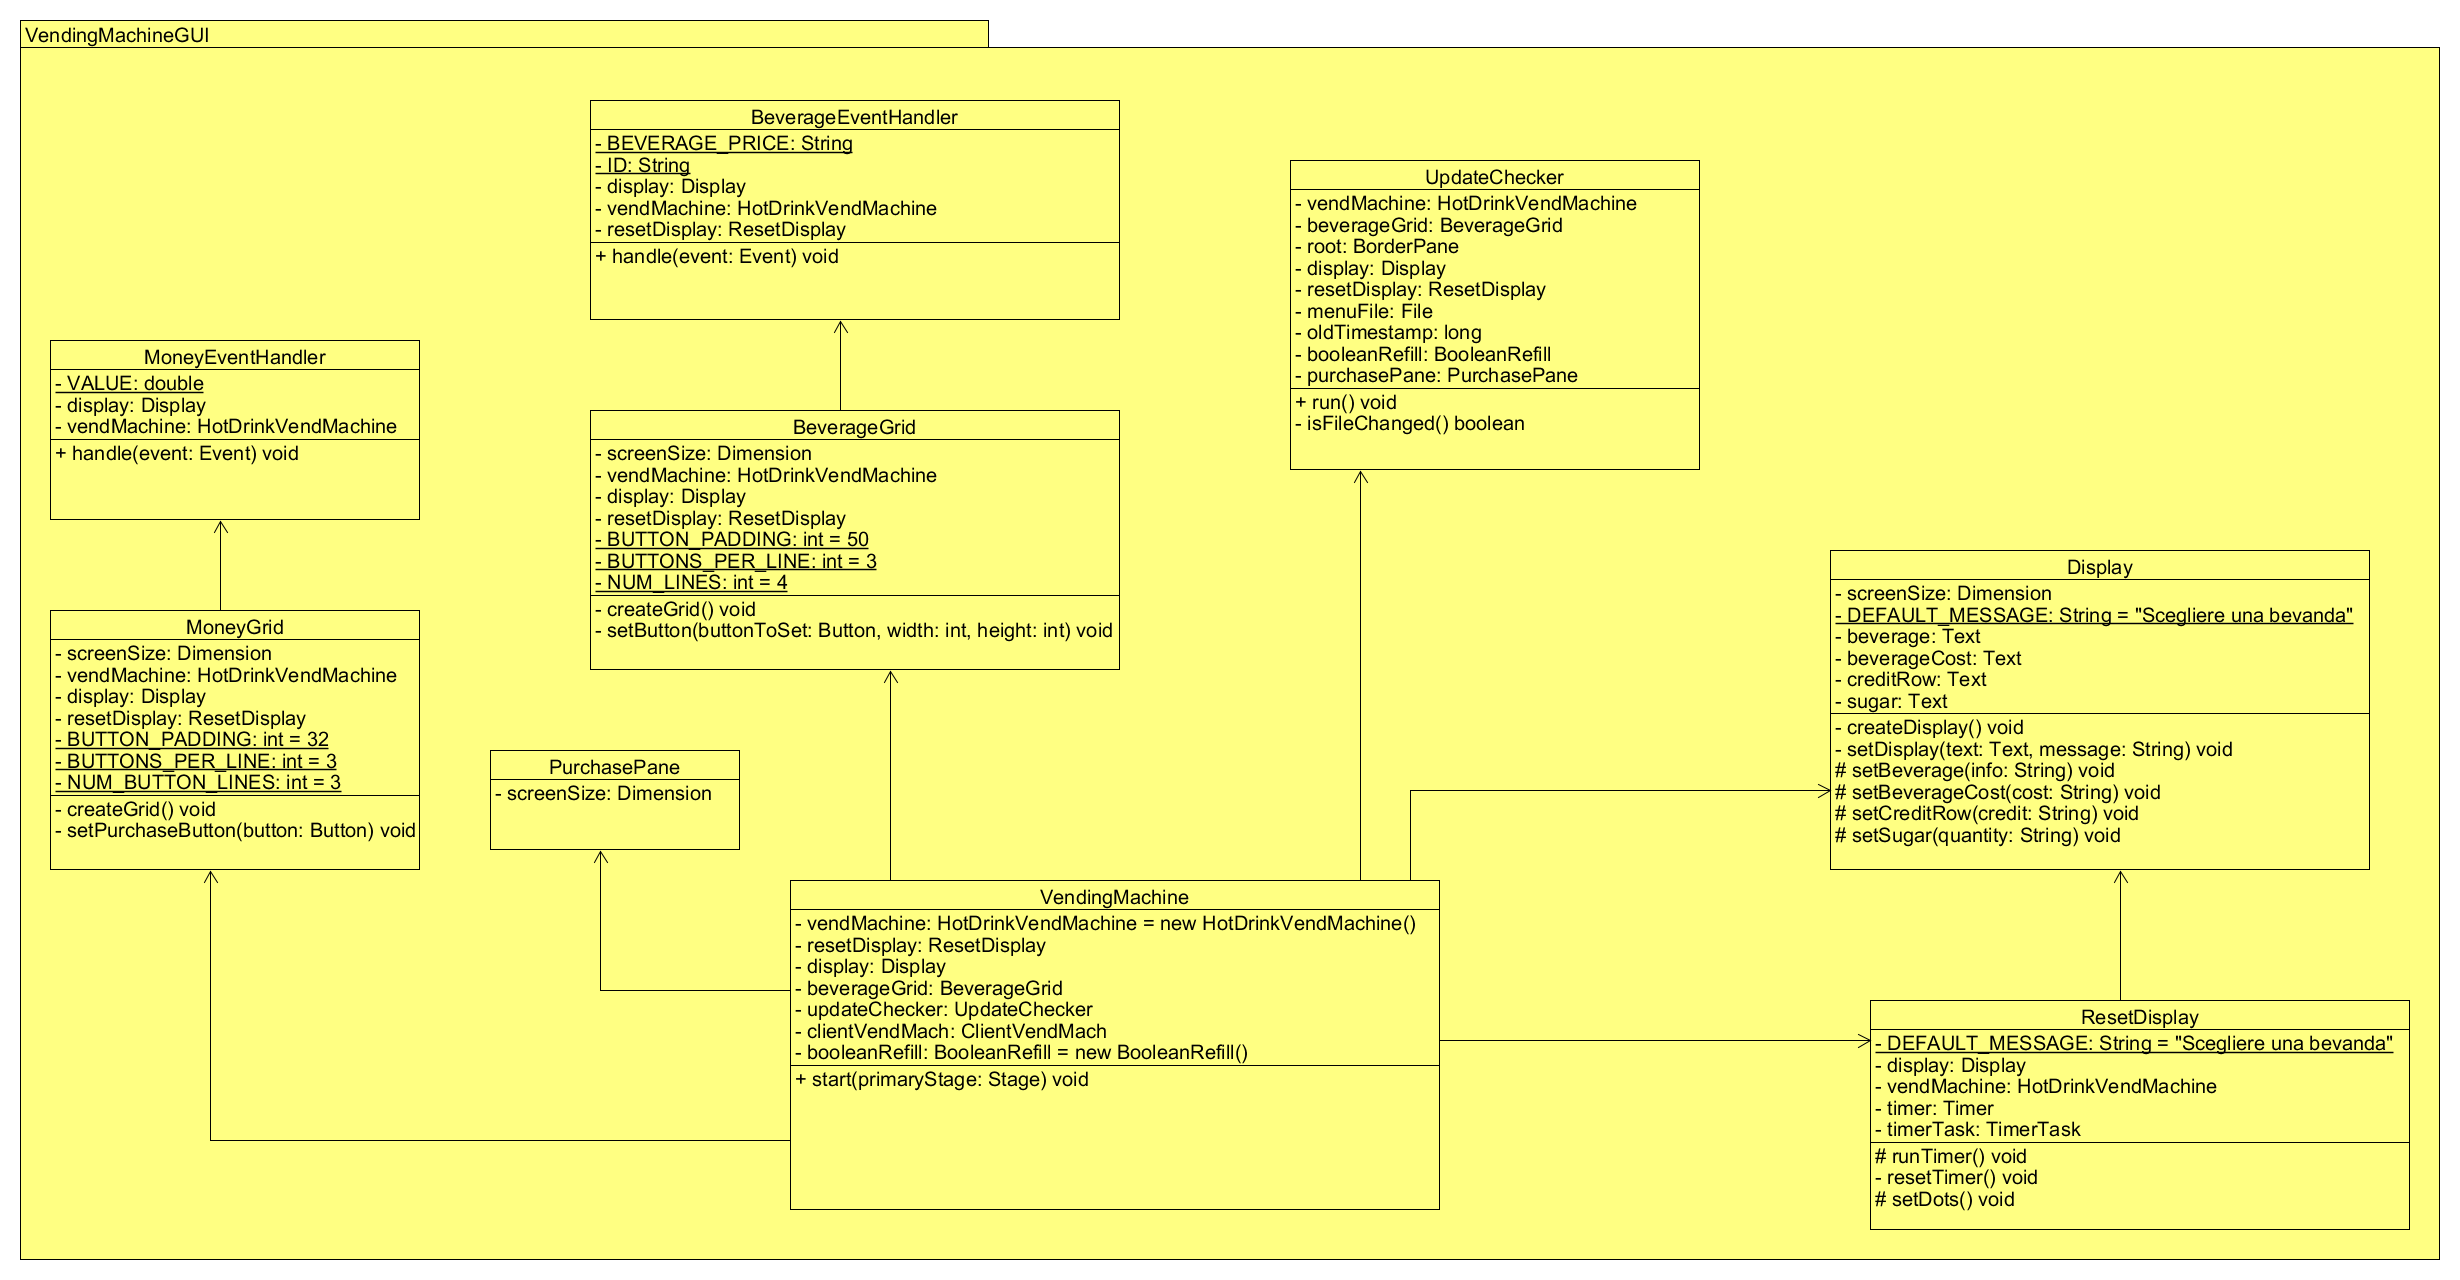 VendingMachineGUI
BeverageEventHandler
- BEVERAGE_PRICE: String
- ID: String
- display: Display
- vendMachine: HotDrinkVendMachine
- resetDisplay: ResetDisplay
+ handle(event: Event) void
UpdateChecker
- vendMachine: HotDrinkVendMachine
- beverageGrid: BeverageGrid
- root: BorderPane
- display: Display
- resetDisplay: ResetDisplay
- menuFile: File
- oldTimestamp: long
- booleanRefill: BooleanRefill
- purchasePane: PurchasePane
+ run() void
- isFileChanged() boolean
MoneyEventHandler
- VALUE: double
- display: Display
- vendMachine: HotDrinkVendMachine
+ handle(event: Event) void
BeverageGrid
- screenSize: Dimension
- vendMachine: HotDrinkVendMachine
- display: Display
- resetDisplay: ResetDisplay
- BUTTON_PADDING: int = 50
- BUTTONS_PER_LINE: int = 3
- NUM_LINES: int = 4
- createGrid() void
- setButton(buttonToSet: Button, width: int, height: int) void
Display
- screenSize: Dimension
- DEFAULT_MESSAGE: String = "Scegliere una bevanda"
- beverage: Text
- beverageCost: Text
- creditRow: Text
- sugar: Text
- createDisplay() void
- setDisplay(text: Text, message: String) void
# setBeverage(info: String) void
# setBeverageCost(cost: String) void
# setCreditRow(credit: String) void
# setSugar(quantity: String) void
MoneyGrid
- screenSize: Dimension
- vendMachine: HotDrinkVendMachine
- display: Display
- resetDisplay: ResetDisplay
- BUTTON_PADDING: int = 32
- BUTTONS_PER_LINE: int = 3
- NUM_BUTTON_LINES: int = 3
- createGrid() void
- setPurchaseButton(button: Button) void
PurchasePane
- screenSize: Dimension
VendingMachine
- vendMachine: HotDrinkVendMachine = new HotDrinkVendMachine()
- resetDisplay: ResetDisplay
- display: Display
- beverageGrid: BeverageGrid
- updateChecker: UpdateChecker
- clientVendMach: ClientVendMach
- booleanRefill: BooleanRefill = new BooleanRefill()
+ start(primaryStage: Stage) void
ResetDisplay
- DEFAULT_MESSAGE: String = "Scegliere una bevanda"
- display: Display
- vendMachine: HotDrinkVendMachine
- timer: Timer
- timerTask: TimerTask
# runTimer() void
- resetTimer() void
# setDots() void